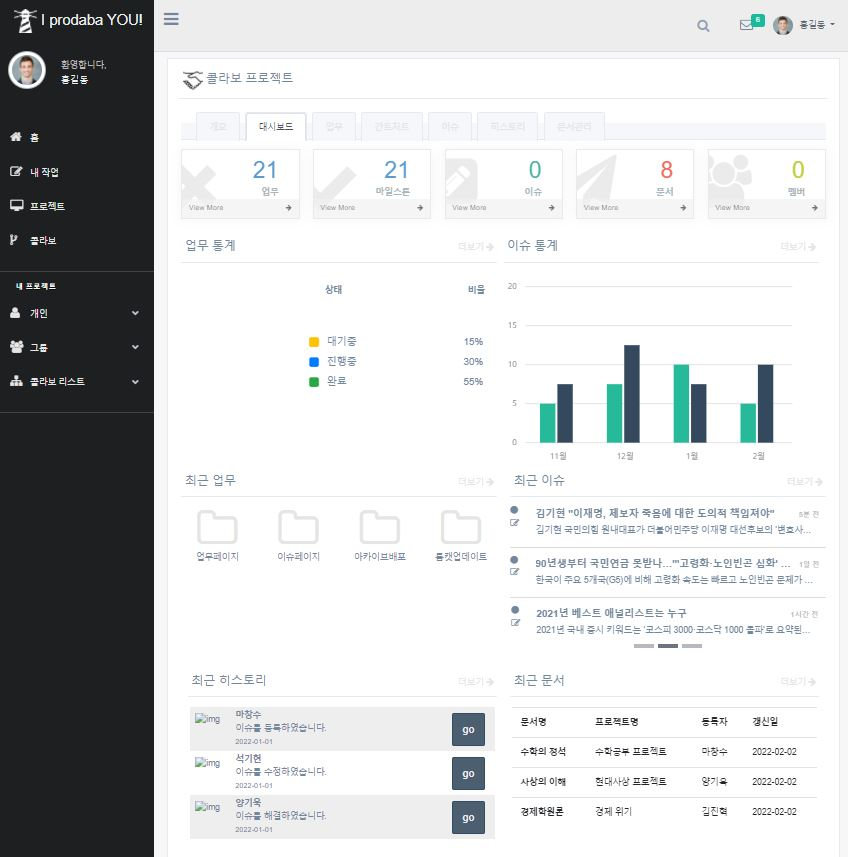 I prodaba YOU!
6
홍길동
환영합니다,
홍길동
홈
내 작업
프로젝트
콜라보
내 프로젝트
개인
그룹
콜라보 리스트
콜라보 프로젝트
개요 대시보드 업무 간트차트 이슈 히스토리 문서관리
21 21 0 8 0
업무 마일스톤 이슈 문서 멤버
View More View More View More View More View More
업무 통계 더보기
상태 비율
대기중 15%
진행중 30%
완료 55%
이슈 통계 더보기
20
15
10
5
0
11월 12월 1월 2월
최근 업무 더보기
업무페이지 이슈페이지 아카이브배포 톰캣업데이트
최근 이슈 더보기
김기현 "이재명, 제보자 죽음에 대한 도의적 책임져야" 5분 전
김기현 국민의힘 원내대표가 더불어민주당 이재명 대선후보의 '변호사...
90년생부터 국민연금 못받나…"'고령화·노인빈곤 심화' ... 1일 전
한국이 주요 5개국(G5)에 비해 고령화 속도는 빠르고 노인빈곤 문제가 ...
2021년 베스트 애널리스트는 누구 1시간 전
2021년 국내 증시 키워드는 '코스피 3000·코스닥 1000 돌파'로 요약된...
최근 히스토리 더보기
img 마창수
이슈를 등록하였습니다.
2022-01-01
go
img 석기현
이슈를 수정하였습니다.
2022-01-01
go
img 양기욱
이슈를 해결하였습니다.
2022-01-01
go
최근 문서 더보기
문서명 프로젝트명 등록자 갱신일
수학의 정석 수학공부 프로젝트 마창수 2022-02-02
사상의 이해 현대사상 프로젝트 양기욱 2022-02-02
경제학원론 경제 위기 김진혁 2022-02-02